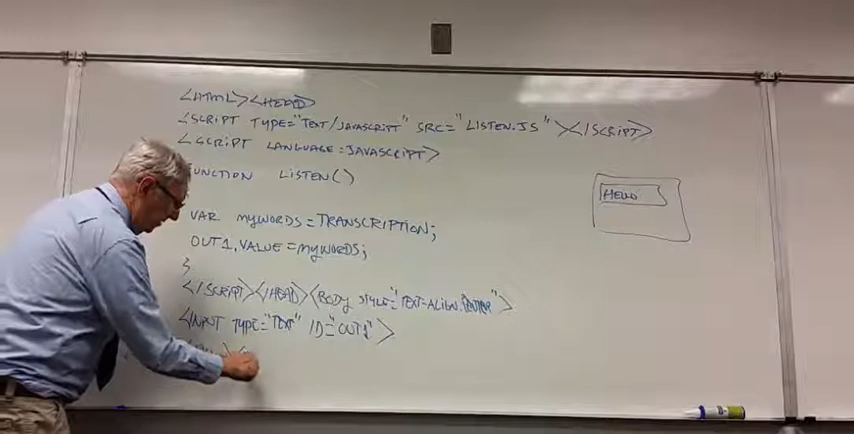 <HTML><HEAD>
<SCRIPT TYPE="TEXT/JAVASCRIPT" SRC="LISTEN.JS"></SCRIPT>
<SCRIPT LANGUAGE=JAVASCRIPT>
UNCTION LISTEN()
VAR MYWORDS=TRANSCRIPTION;
OUT1.VALUE=MYWORDS;
}
</SCRIPT></HEAD><BODY STYLE="TEXT-ALIGN:CENTER">
<INPUT TYPE="TEXT" ID="OUT1">
HELLO